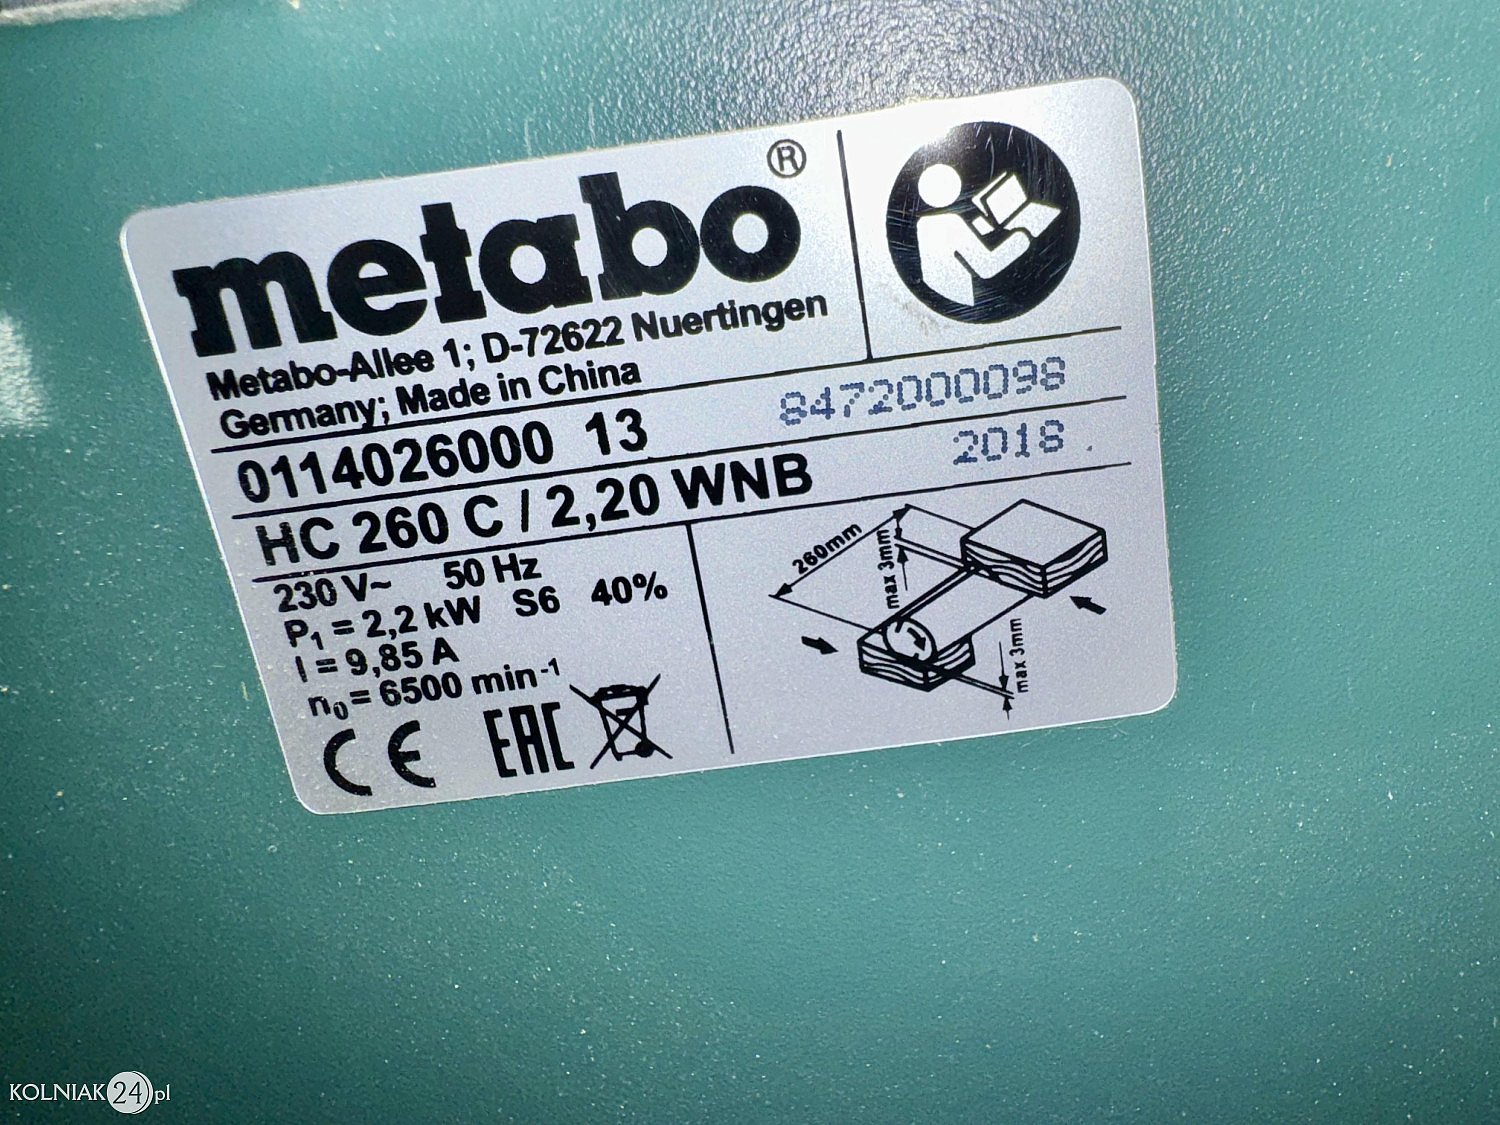 metabo®
Metabo-Allee 1; D-72622 Nuertingen
Germany; Made in China
0114026000 13 8472000098
HC 260 C / 2,20 WNB 2018 .
230 V~ 50 Hz
P1 = 2,2 kW S6 40%
I = 9,85 A
n0 = 6500 min-1
CE EAC
260mm
max 3mm
max 3mm
KOLNIAK24pl